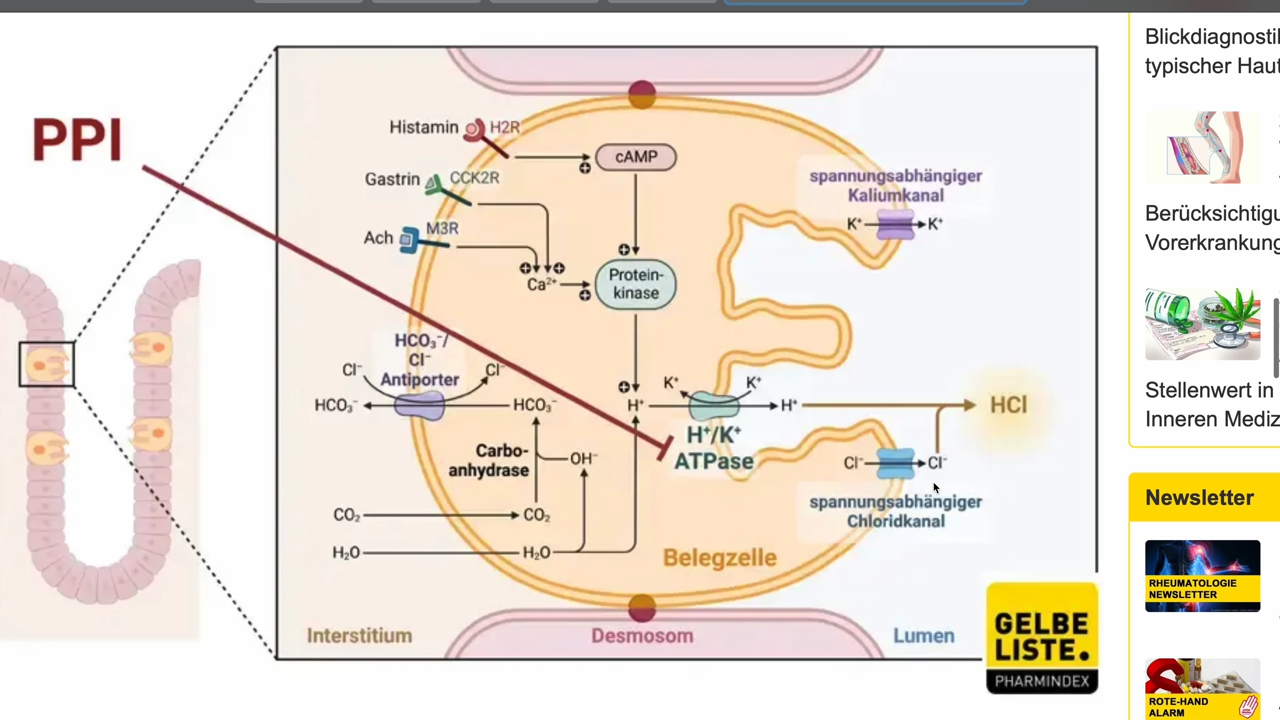 PPI
Histamin
H2R
cAMP
Gastrin
CCK2R
Ach
M3R
Ca²⁺
Protein-
kinase
spannungsabhängiger
Kaliumkanal
K⁺
K⁺
HCO₃⁻/
Cl⁻
Antiporter
Cl⁻
Cl⁻
HCO₃⁻
HCO₃⁻
H⁺
K⁺
K⁺
H⁺
HCl
H⁺/K⁺
ATPase
Carbo-
anhydrase
OH⁻
Cl⁻
Cl⁻
spannungsabhängiger
Chloridkanal
CO₂
CO₂
H₂O
H₂O
Belegzelle
Interstitium
Desmosom
Lumen
GELBE
LISTE.
PHARMINDEX
typischer
Berücksichtigu
Vorerkrankung
Stellenwert in
Inneren Mediz
Newsletter
RHEUMATOLOGIE
NEWSLETTER
ROTE-HAND
ALARM